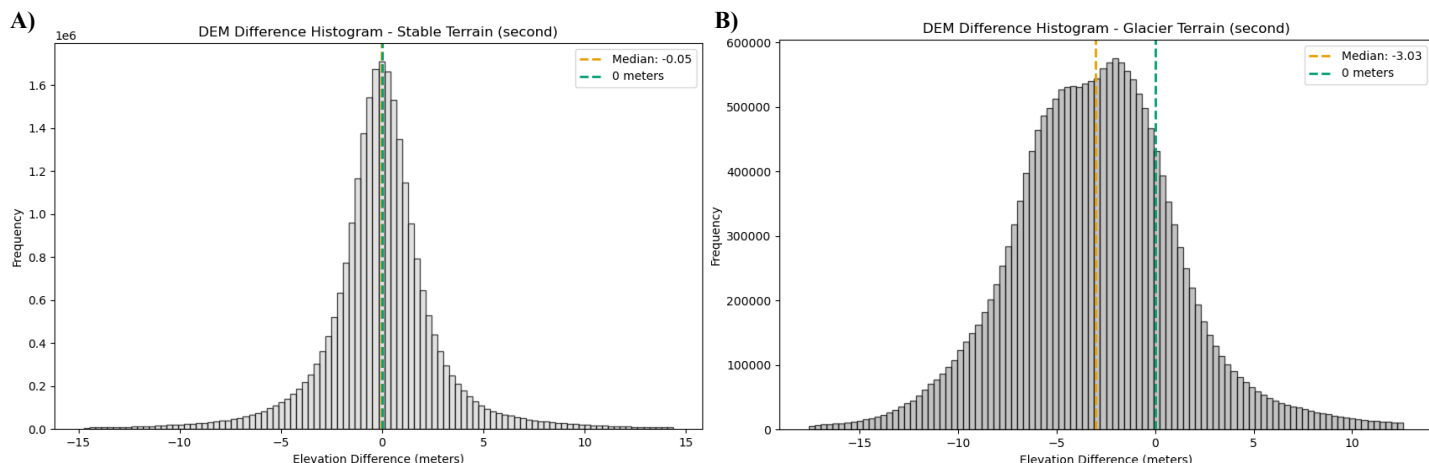 A)
DEM Difference Histogram - Stable Terrain (second)
1e6
Median: -0.05
0 meters
1.6
1.4
1.2
1.0
0.8
0.6
0.4
0.2
0.0
Frequency
−15
−10
−5
0
5
10
15
Elevation Difference (meters)
B)
DEM Difference Histogram - Glacier Terrain (second)
Median: -3.03
0 meters
600000
500000
400000
300000
200000
100000
0
Frequency
−15
−10
−5
0
5
10
Elevation Difference (meters)